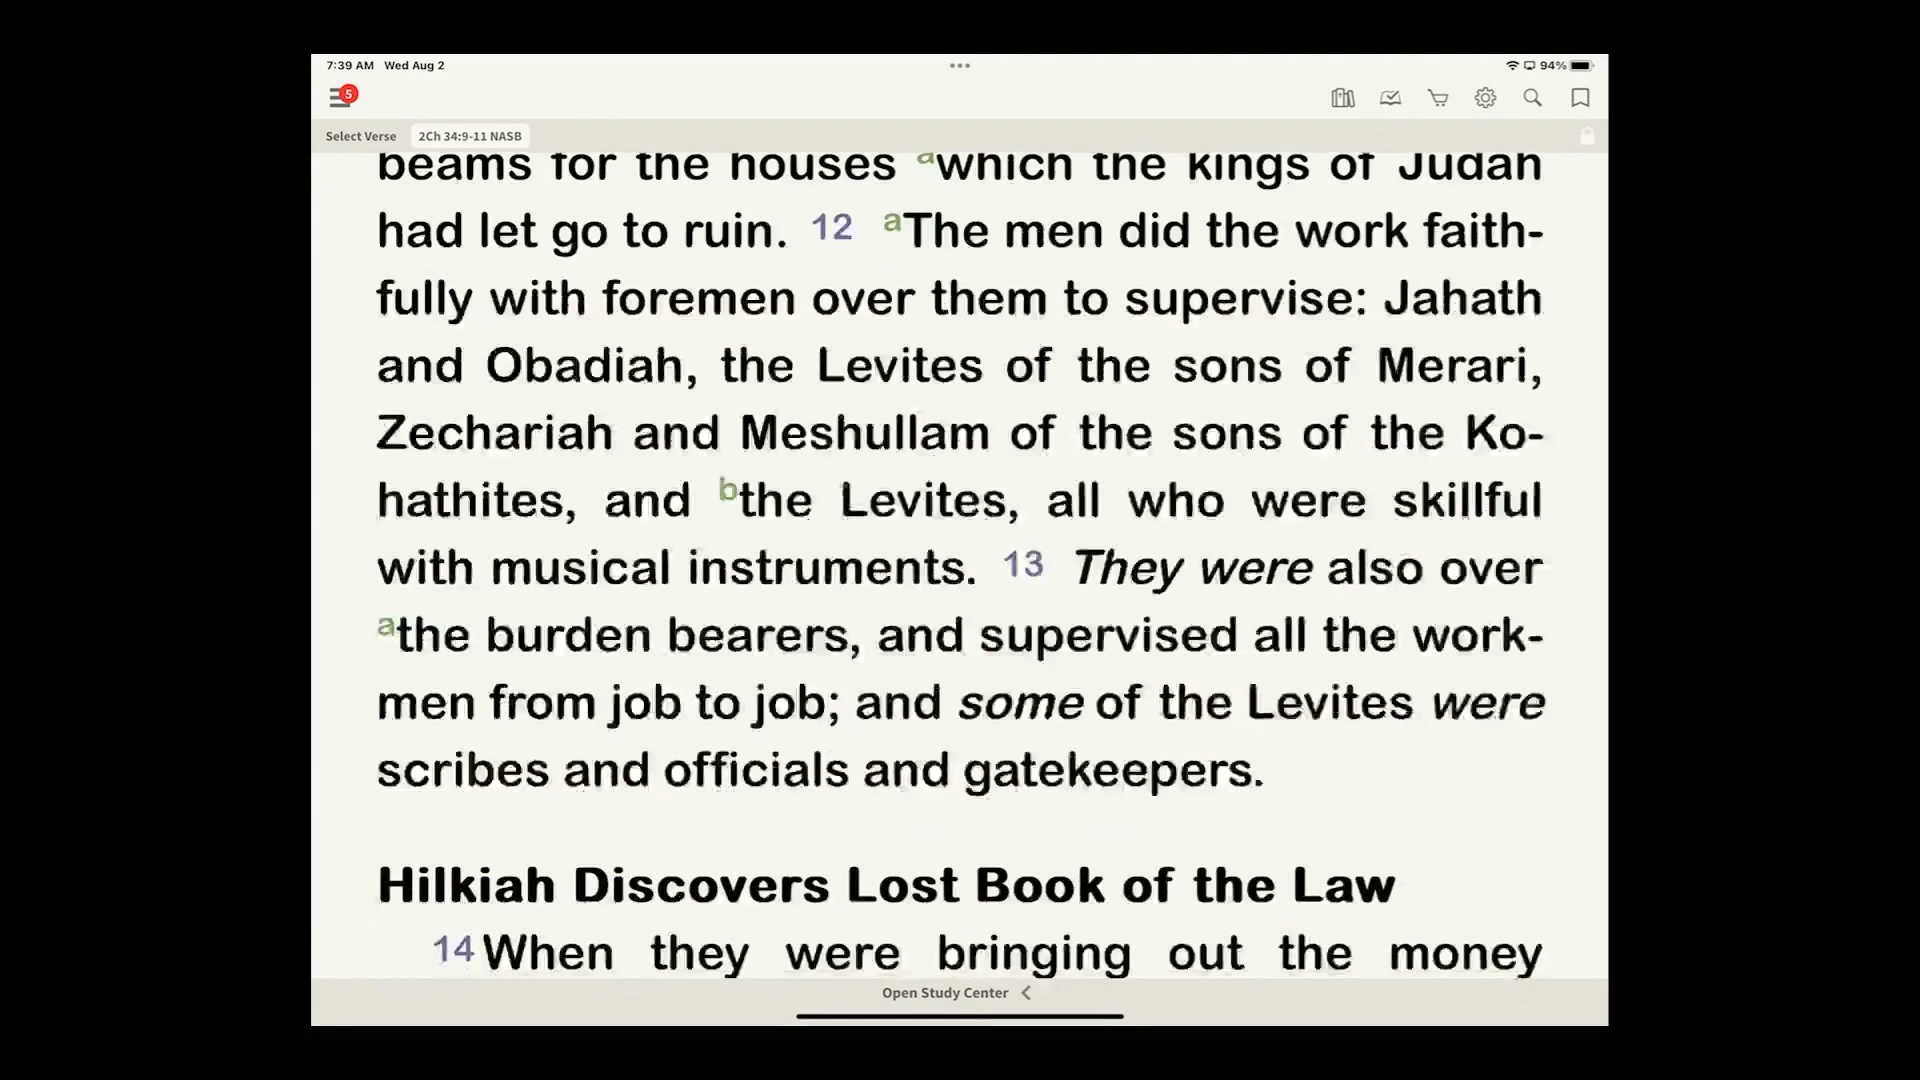 7:39 AM Wed Aug 2
94%
5
Select Verse 2Ch 34:9-11 NASB
beams for the houses awhich the kings of Judah
had let go to ruin. 12 aThe men did the work faith-
fully with foremen over them to supervise: Jahath
and Obadiah, the Levites of the sons of Merari,
Zechariah and Meshullam of the sons of the Ko-
hathites, and bthe Levites, all who were skillful
with musical instruments. 13 They were also over
athe burden bearers, and supervised all the work-
men from job to job; and some of the Levites were
scribes and officials and gatekeepers.
Hilkiah Discovers Lost Book of the Law
14 When they were bringing out the money
Open Study Center